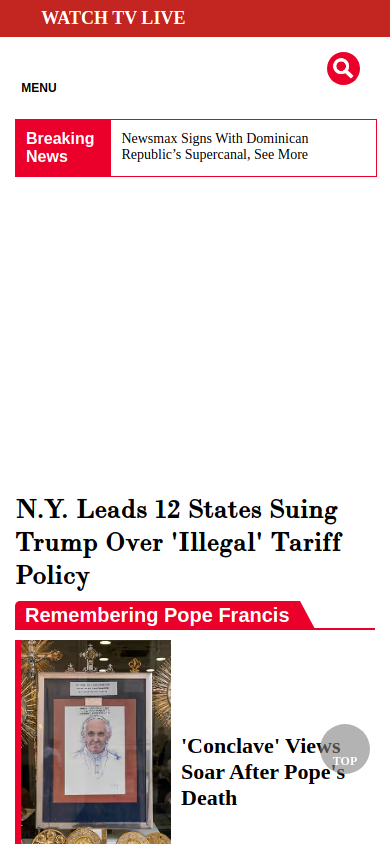 WATCH TV LIVE
MENU
Breaking
News
Newsmax Signs With Dominican
Republic’s Supercanal, See More
N.Y. Leads 12 States Suing
Trump Over 'Illegal' Tariff
Policy
Remembering Pope Francis
'Conclave' Views
Soar After Pope's
Death
TOP